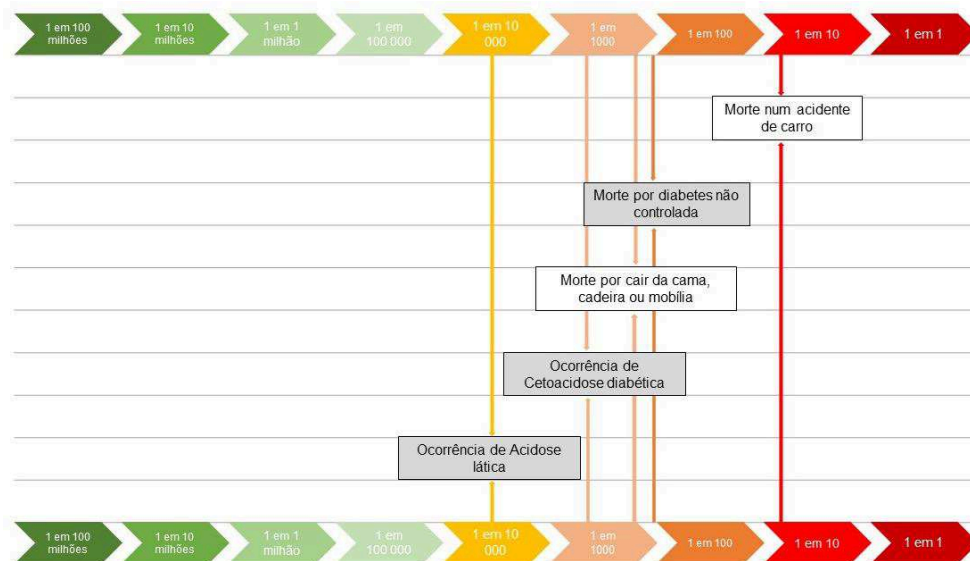 1 em 100
milhões
1 em 10
milhões
1 em 1
milhão
1 em
100 000
1 em 10
000
1 em
1000
1 em 100
1 em 10
1 em 1
Morte num acidente
de carro
Morte por diabetes não
controlada
Morte por cair da cama,
cadeira ou mobília
Ocorrência de
Cetoacidose diabética
Ocorrência de Acidose
lática
1 em 100
milhões
1 em 10
milhões
1 em 1
milhão
1 em
100 000
1 em 10
000
1 em
1000
1 em 100
1 em 10
1 em 1